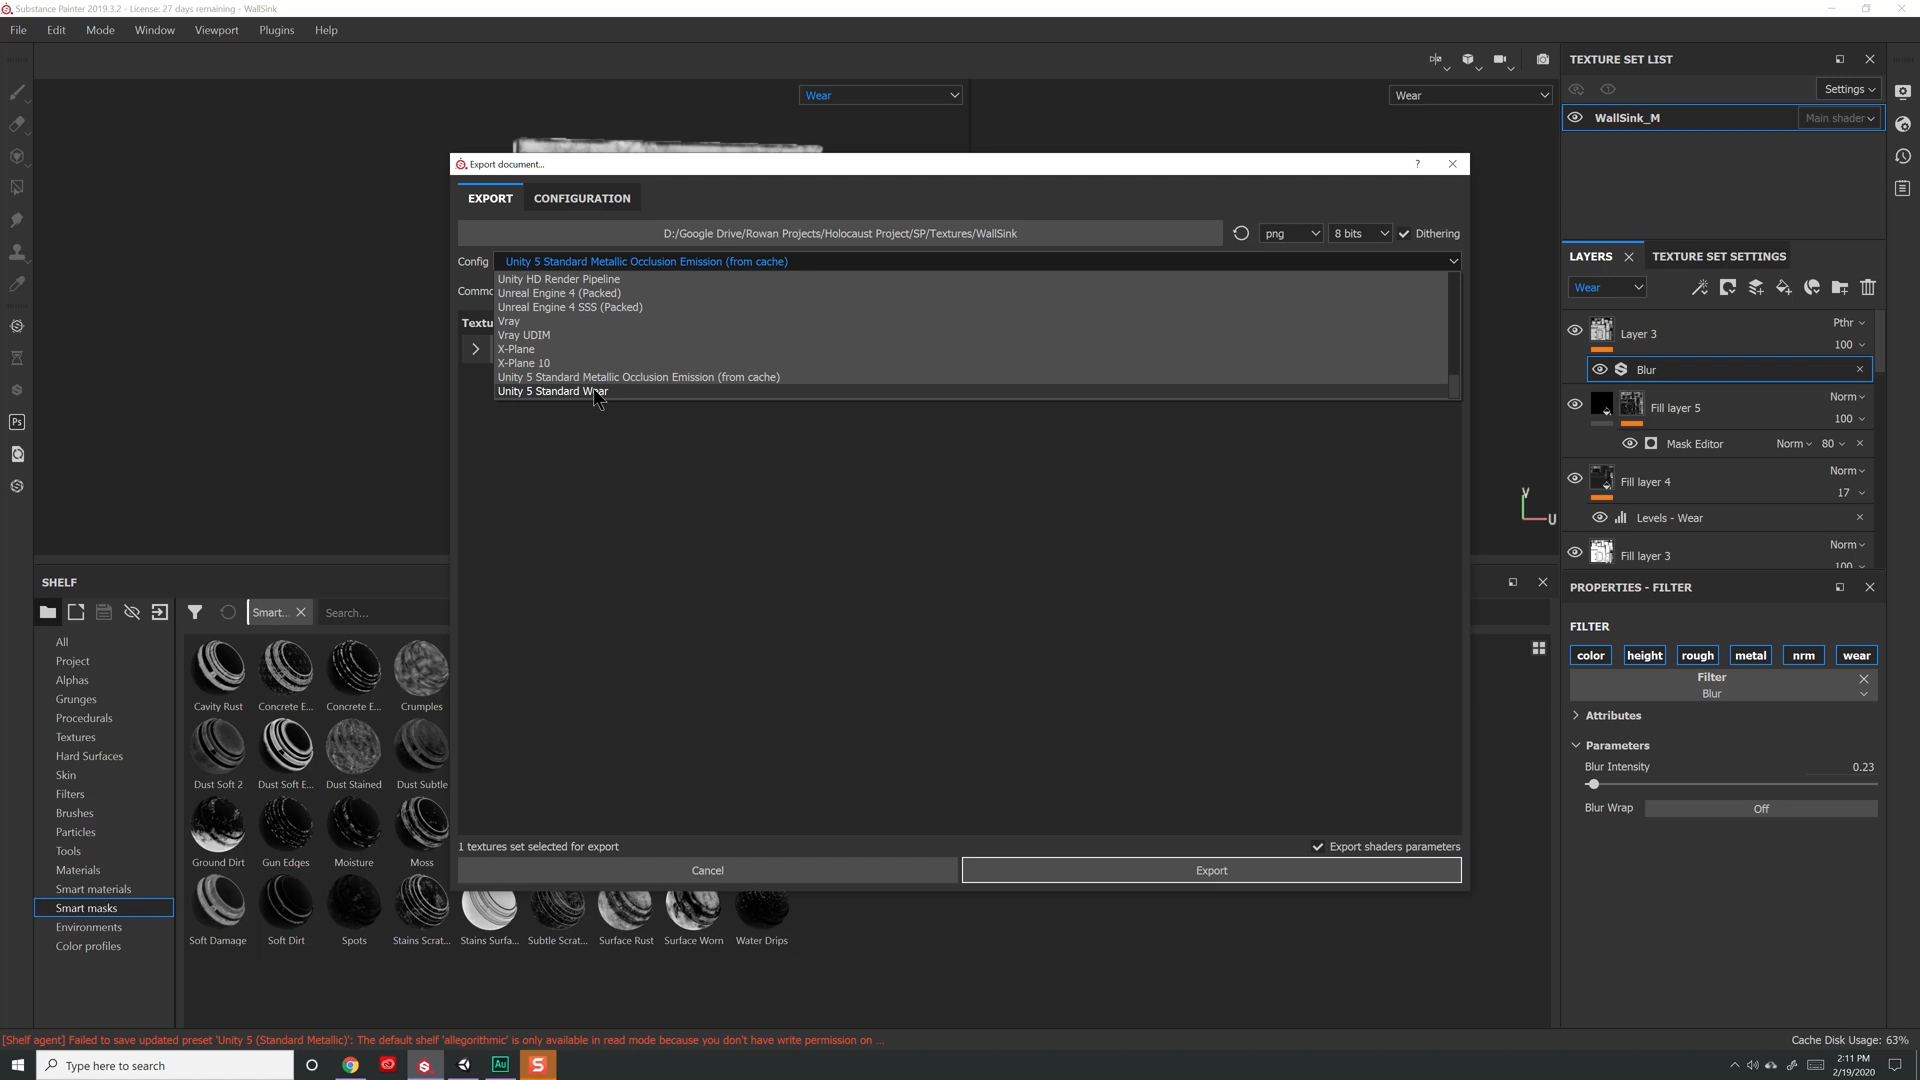 Substance Painter 2019.3.2 - License: 27 days remaining - WallSink
File Edit Mode Window Viewport Plugins Help
Wear
Wear
TEXTURE SET LIST
Settings
WallSink_M
Main shader
Export document...
?
EXPORT
CONFIGURATION
D:/Google Drive/Rowan Projects/Holocaust Project/SP/Textures/WallSink
png
8 bits
Dithering
Config
Unity 5 Standard Metallic Occlusion Emission (from cache)
Unity HD Render Pipeline
Unreal Engine 4 (Packed)
Unreal Engine 4 SSS (Packed)
Vray
Vray UDIM
X-Plane
X-Plane 10
Unity 5 Standard Metallic Occlusion Emission (from cache)
Unity 5 Standard Wear
Commo
Textu
1 textures set selected for export
Export shaders parameters
Cancel
Export
V
U
LAYERS
TEXTURE SET SETTINGS
Wear
Layer 3
Pthr
100
Blur
Fill layer 5
Norm
100
Mask Editor
Norm
80
Fill layer 4
Norm
17
Levels - Wear
Fill layer 3
Norm
100
PROPERTIES - FILTER
FILTER
color
height
rough
metal
nrm
wear
Filter
Blur
Attributes
Parameters
Blur Intensity
0.23
Blur Wrap
Off
SHELF
Smart...
Search...
All
Project
Alphas
Grunges
Procedurals
Textures
Hard Surfaces
Skin
Filters
Brushes
Particles
Tools
Materials
Smart materials
Smart masks
Environments
Color profiles
Cavity Rust
Concrete E...
Concrete E...
Crumples
Dust Soft 2
Dust Soft E...
Dust Stained
Dust Subtle
Ground Dirt
Gun Edges
Moisture
Moss
Soft Damage
Soft Dirt
Spots
Stains Scrat...
Stains Surfa...
Subtle Scrat...
Surface Rust
Surface Worn
Water Drips
[Shelf agent] Failed to save updated preset 'Unity 5 (Standard Metallic)': The default shelf 'allegorithmic' is only available in read mode because you don't have write permission on ...
Cache Disk Usage: 63%
Ps
Type here to search
Au
S
2:11 PM
2/19/2020